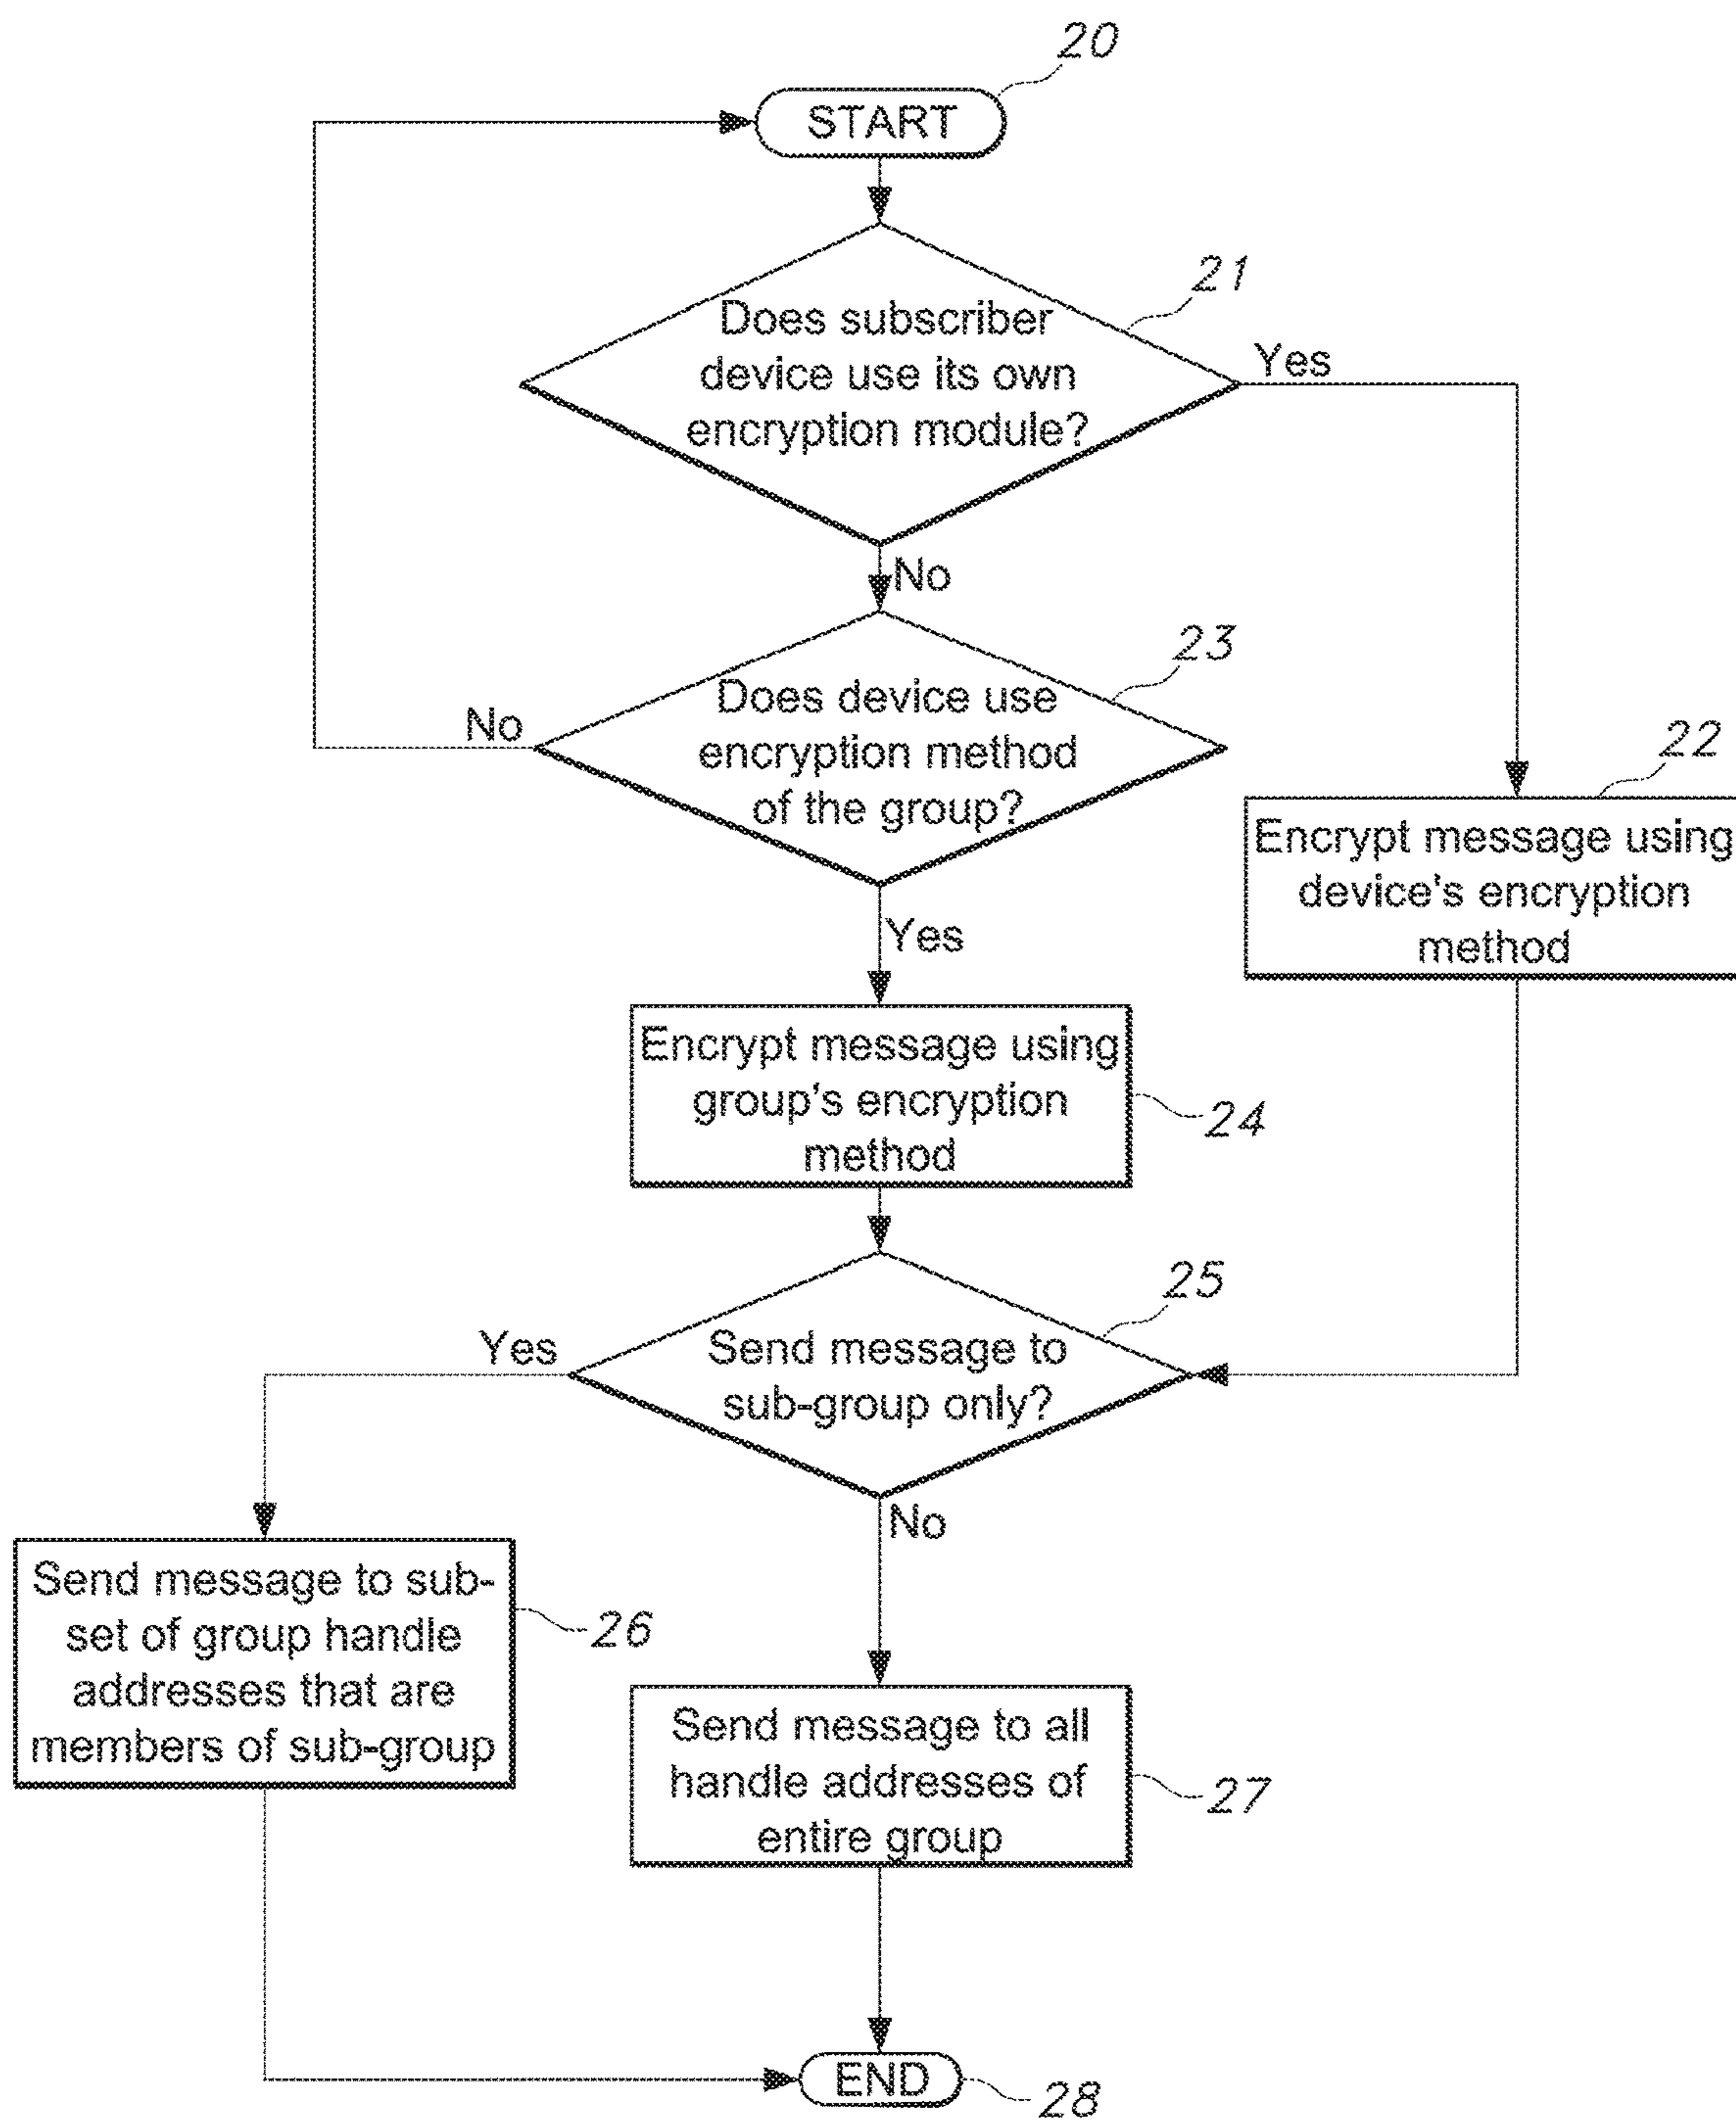 20
START
21
Does subscriber
device use its own
encryption module?
Yes
No
23
Does device use
encryption method
of the group?
No
22
Encrypt message using
device's encryption
method
Yes
Encrypt message using
group's encryption
method
24
25
Send message to
sub-group only?
Yes
No
Send message to sub-
set of group handle
addresses that are
members of sub-group
26
Send message to all
handle addresses of
entire group
27
END
28